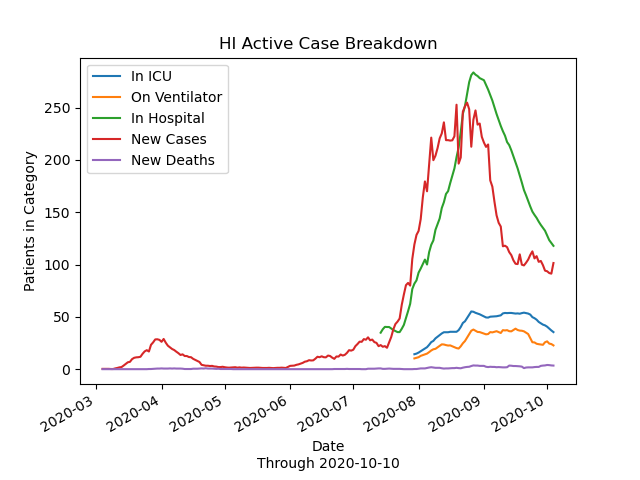 HI Active Case Breakdown
In ICU
On Ventilator
In Hospital
New Cases
New Deaths
Patients in Category
250
200
150
100
50
0
2020-03
2020-04
2020-05
2020-06
2020-07
2020-08
2020-09
2020-10
Date
Through 2020-10-10